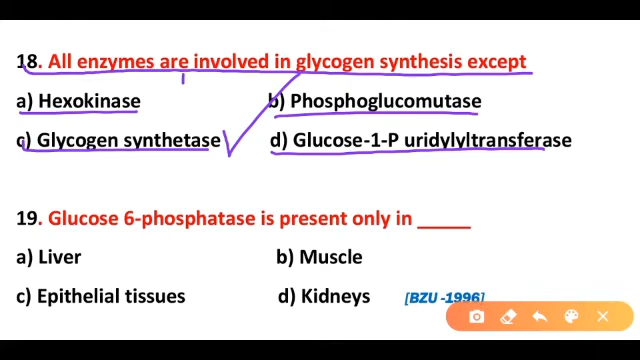 18. All enzymes are involved in glycogen synthesis except
a) Hexokinase b) Phosphoglucomutase
c) Glycogen synthetase d) Glucose-1-P uridylyltransferase
19. Glucose 6-phosphatase is present only in _____
a) Liver b) Muscle
c) Epithelial tissues d) Kidneys [BZU -1996]